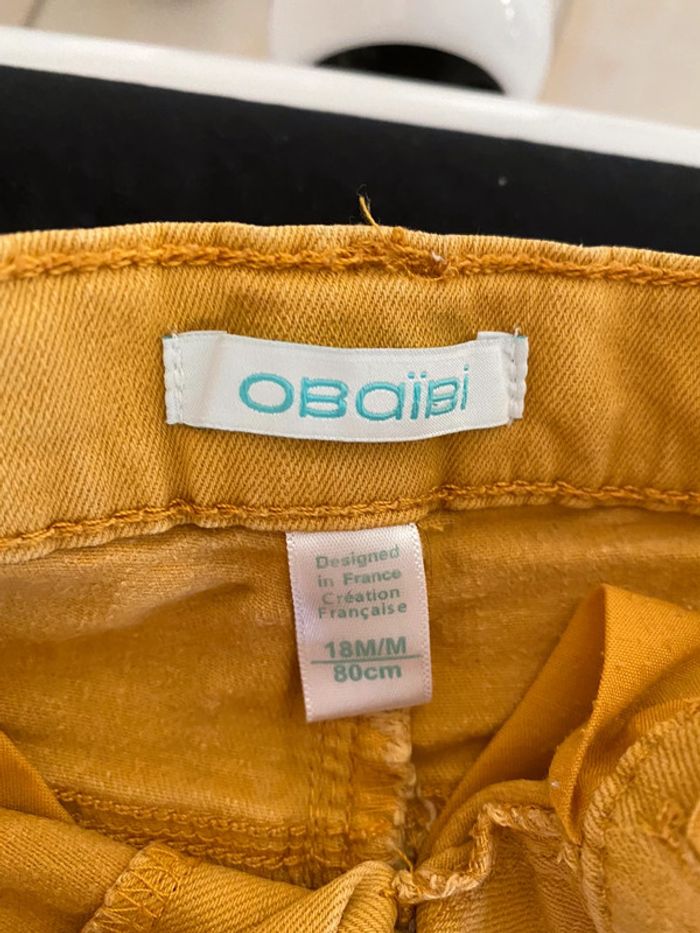 OBaïBi
Designed
in France
Création
Française
18M/M
80cm